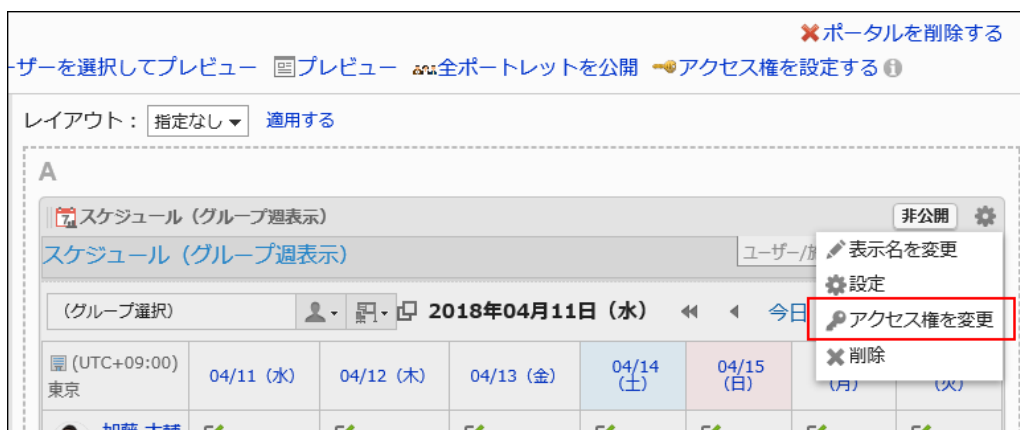 ポータルを削除する
ーザーを選択してプレビュー プレビュー 全ポートレットを公開 アクセス権を設定する
レイアウト： 指定なし 適用する
A
スケジュール（グループ週表示） 非公開
スケジュール（グループ週表示） ユーザー/施
表示名を変更
設定
アクセス権を変更
削除
（グループ選択） 2018年04月11日（水） 今日
(UTC+09:00)
東京
04/11（水） 04/12（木） 04/13（金） 04/14（土） 04/15（日） （月） （火）
加藤